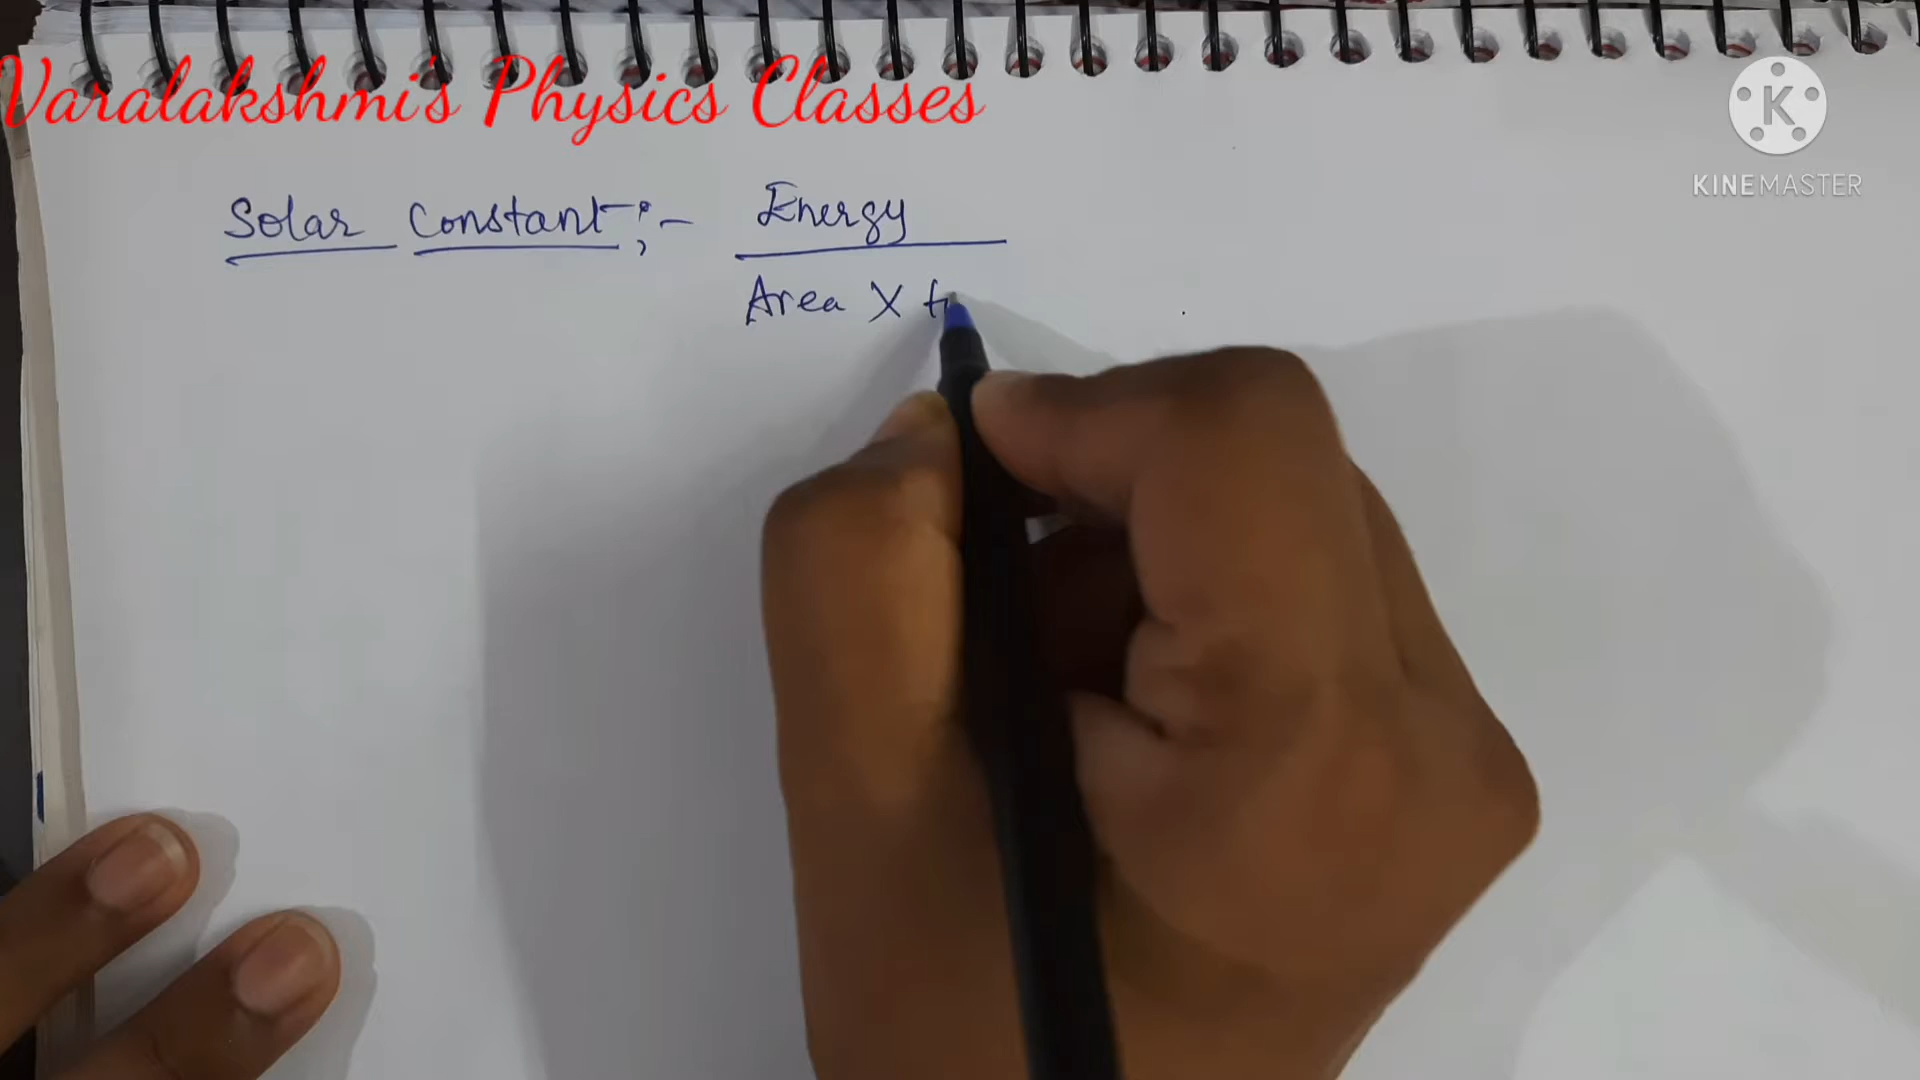 Varalakshmi's Physics Classes
K
KINEMASTER
Solar Constant :- Energy
Area X